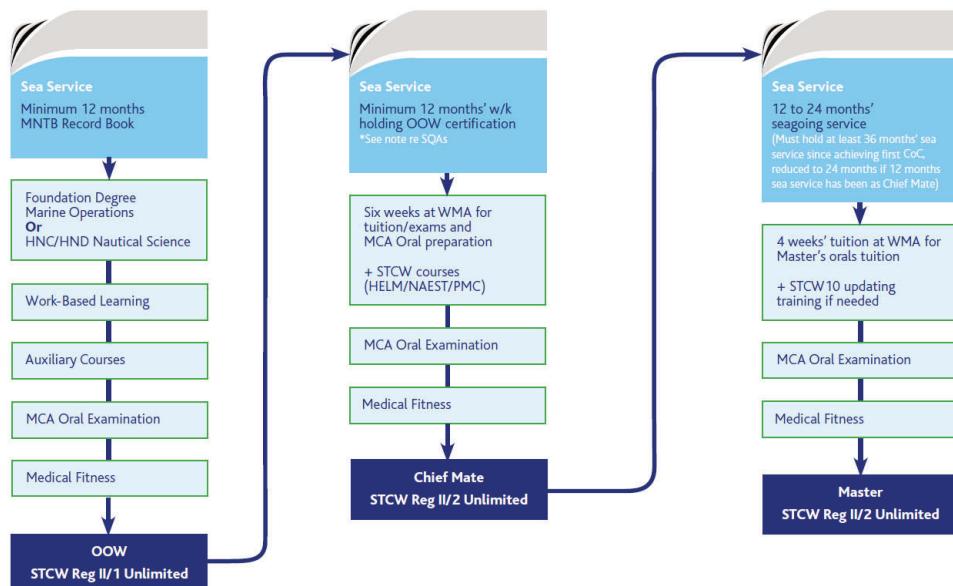 Sea Service
Minimum 12 months
MNTB Record Book
Foundation Degree
Marine Operations
Or
HNC/HND Nautical Science
Work-Based Learning
Auxiliary Courses
MCA Oral Examination
Medical Fitness
OOW
STCW Reg II/1 Unlimited
Sea Service
Minimum 12 months' w/k
holding OOW certification
*See note re SQAs
Six weeks at WMA for
tuition/exams and
MCA Oral preparation
+ STCW courses
(HELM/NAEST/PMC)
MCA Oral Examination
Medical Fitness
Chief Mate
STCW Reg II/2 Unlimited
Sea Service
12 to 24 months'
seagoing service
(Must hold at least 36 months' sea
service since achieving first CoC,
reduced to 24 months if 12 months
sea service has been as Chief Mate)
4 weeks' tuition at WMA for
Master's orals tuition
+ STCW10 updating
training if needed
MCA Oral Examination
Medical Fitness
Master
STCW Reg II/2 Unlimited